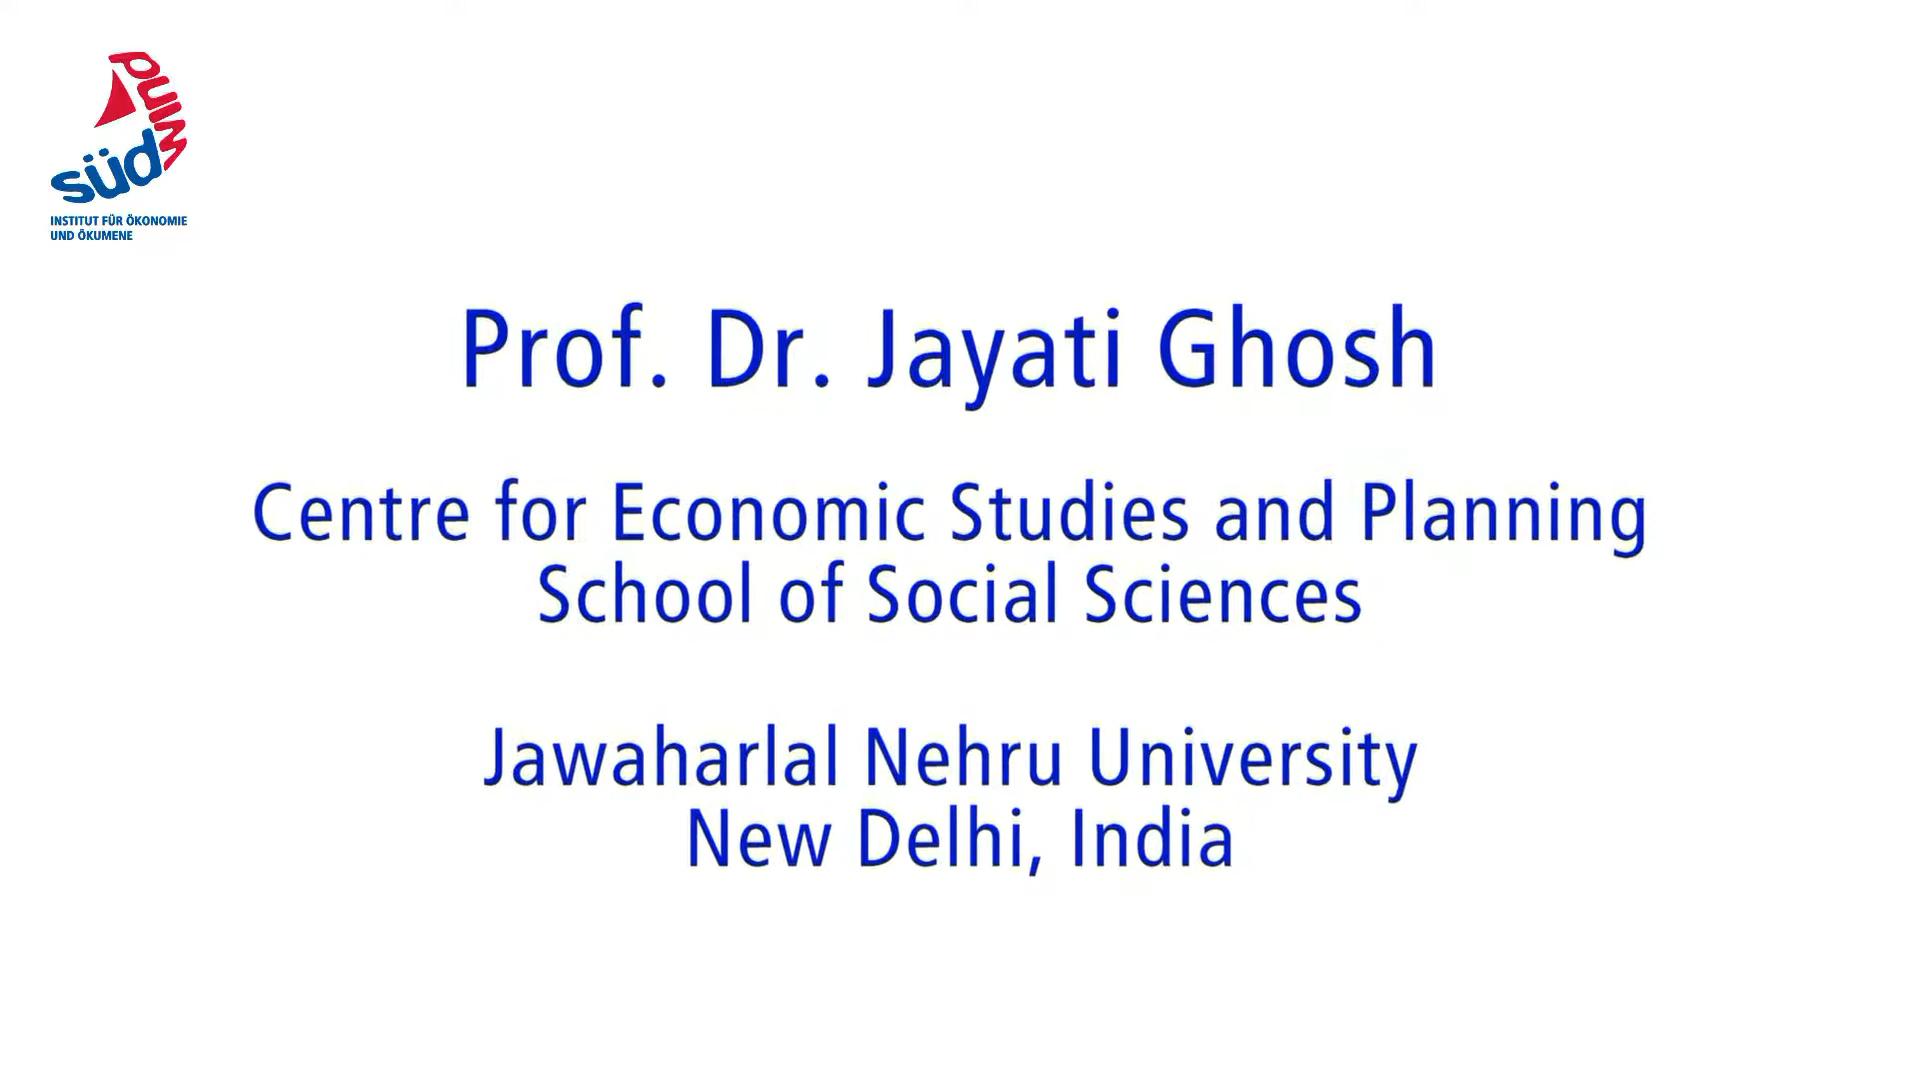 südwind
INSTITUT FÜR ÖKONOMIE
UND ÖKUMENE
Prof. Dr. Jayati Ghosh
Centre for Economic Studies and Planning
School of Social Sciences
Jawaharlal Nehru University
New Delhi, India